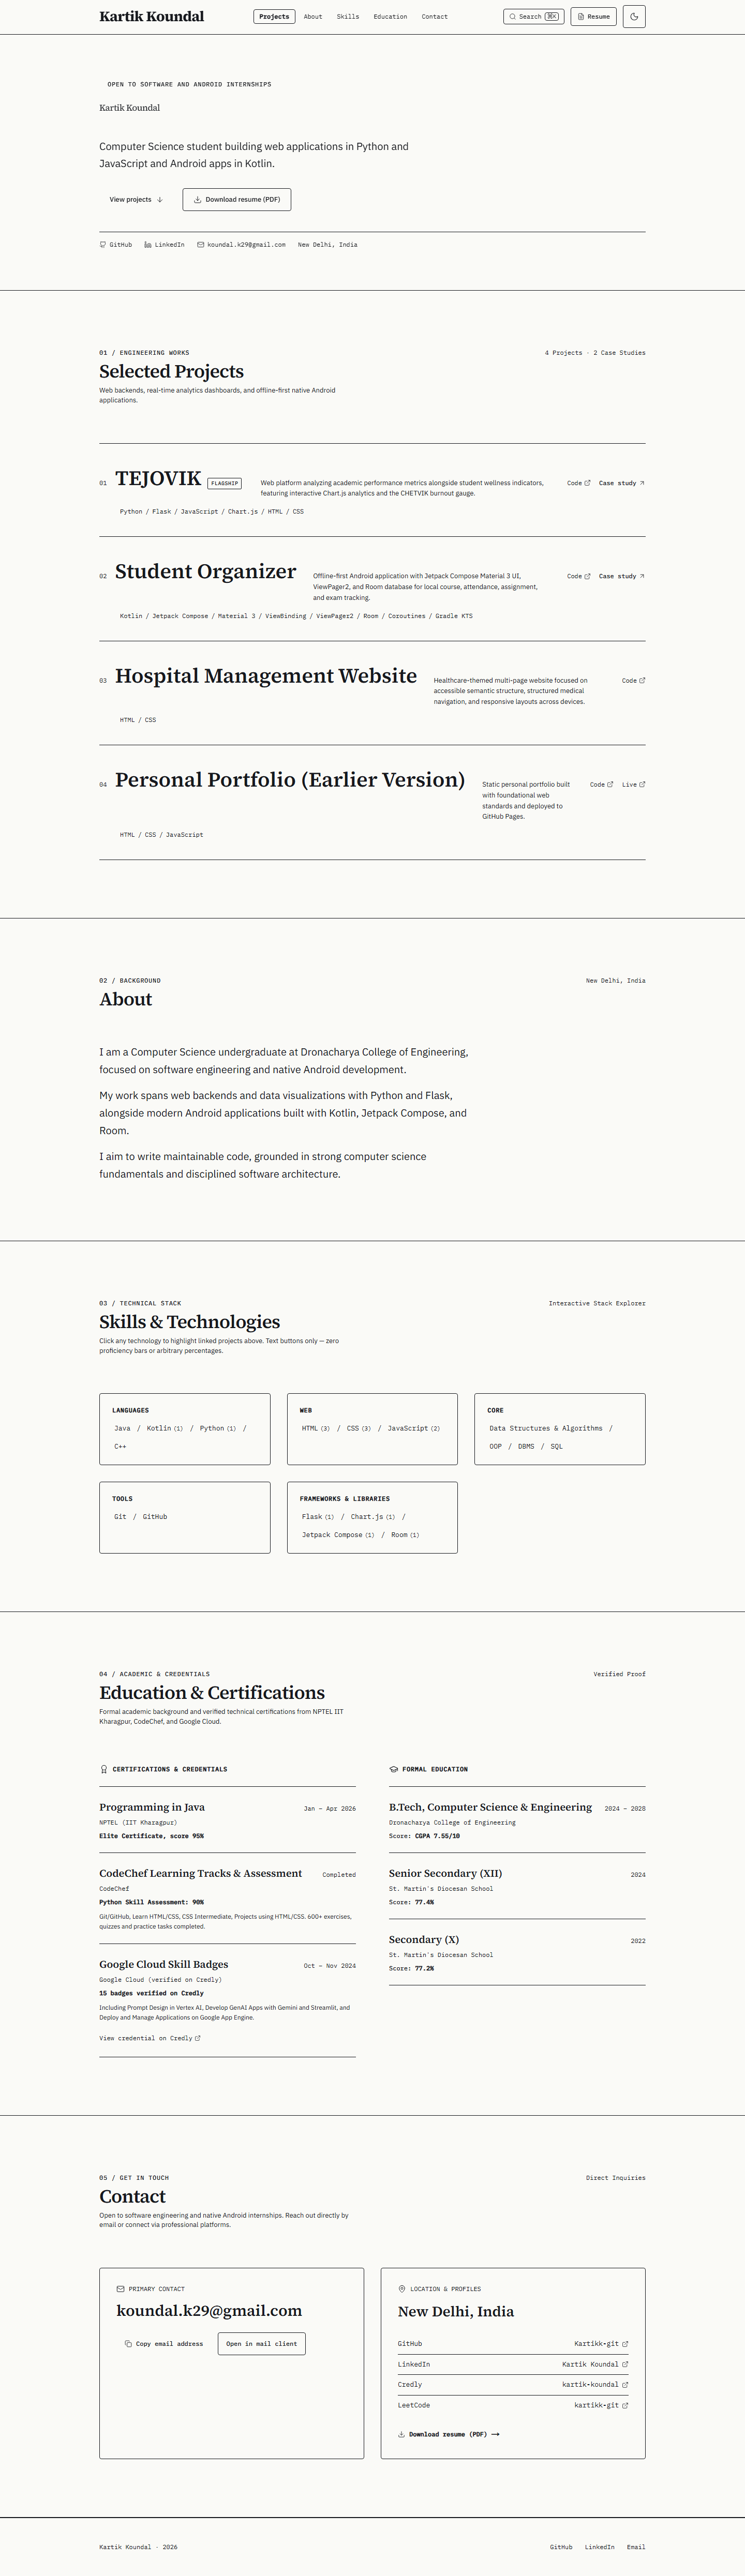 Kartik Koundal
Projects About Skills Education Contact
Search ⌘K
Resume
OPEN TO SOFTWARE AND ANDROID INTERNSHIPS
Kartik Koundal
Computer Science student building web applications in Python and
JavaScript and Android apps in Kotlin.
View projects ↓
Download resume (PDF)
GitHub LinkedIn koundal.k29@gmail.com New Delhi, India
01 / ENGINEERING WORKS
4 Projects · 2 Case Studies
Selected Projects
Web backends, real-time analytics dashboards, and offline-first native Android
applications.
01 TEJOVIK FLAGSHIP
Web platform analyzing academic performance metrics alongside student wellness indicators,
featuring interactive Chart.js analytics and the CHETVIK burnout gauge.
Code Case study
Python / Flask / JavaScript / Chart.js / HTML / CSS
02 Student Organizer
Offline-first Android application with Jetpack Compose Material 3 UI,
ViewPager2, and Room database for local course, attendance, assignment,
and exam tracking.
Code Case study
Kotlin / Jetpack Compose / Material 3 / ViewBinding / ViewPager2 / Room / Coroutines / Gradle KTS
03 Hospital Management Website
Healthcare-themed multi-page website focused on
accessible semantic structure, structured medical
navigation, and responsive layouts across devices.
Code
HTML / CSS
04 Personal Portfolio (Earlier Version)
Static personal portfolio built
with foundational web
standards and deployed to
GitHub Pages.
Code Live
HTML / CSS / JavaScript
02 / BACKGROUND
New Delhi, India
About
I am a Computer Science undergraduate at Dronacharya College of Engineering,
focused on software engineering and native Android development.
My work spans web backends and data visualizations with Python and Flask,
alongside modern Android applications built with Kotlin, Jetpack Compose, and
Room.
I aim to write maintainable code, grounded in strong computer science
fundamentals and disciplined software architecture.
03 / TECHNICAL STACK
Interactive Stack Explorer
Skills & Technologies
Click any technology to highlight linked projects above. Text buttons only — zero
proficiency bars or arbitrary percentages.
LANGUAGES
Java / Kotlin (1) / Python (1) /
C++
WEB
HTML (3) / CSS (3) / JavaScript (2)
CORE
Data Structures & Algorithms /
OOP / DBMS / SQL
TOOLS
Git / GitHub
FRAMEWORKS & LIBRARIES
Flask (1) / Chart.js (1) /
Jetpack Compose (1) / Room (1)
04 / ACADEMIC & CREDENTIALS
Verified Proof
Education & Certifications
Formal academic background and verified technical certifications from NPTEL IIT
Kharagpur, CodeChef, and Google Cloud.
CERTIFICATIONS & CREDENTIALS
Programming in Java
Jan – Apr 2026
NPTEL (IIT Kharagpur)
Elite Certificate, score 95%
CodeChef Learning Tracks & Assessment
Completed
CodeChef
Python Skill Assessment: 90%
Git/GitHub, Learn HTML/CSS, CSS Intermediate, Projects using HTML/CSS. 600+ exercises,
quizzes and practice tasks completed.
Google Cloud Skill Badges
Oct – Nov 2024
Google Cloud (verified on Credly)
15 badges verified on Credly
Including Prompt Design in Vertex AI, Develop GenAI Apps with Gemini and Streamlit, and
Deploy and Manage Applications on Google App Engine.
View credential on Credly
FORMAL EDUCATION
B.Tech, Computer Science & Engineering
2024 – 2028
Dronacharya College of Engineering
Score: CGPA 7.55/10
Senior Secondary (XII)
2024
St. Martin's Diocesan School
Score: 77.4%
Secondary (X)
2022
St. Martin's Diocesan School
Score: 77.2%
05 / GET IN TOUCH
Direct Inquiries
Contact
Open to software engineering and native Android internships. Reach out directly by
email or connect via professional platforms.
PRIMARY CONTACT
koundal.k29@gmail.com
Copy email address
Open in mail client
LOCATION & PROFILES
New Delhi, India
GitHub Kartikk-git
LinkedIn Kartik Koundal
Credly kartik-koundal
LeetCode kartikk-git
Download resume (PDF) ⟶
Kartik Koundal · 2026
GitHub LinkedIn Email